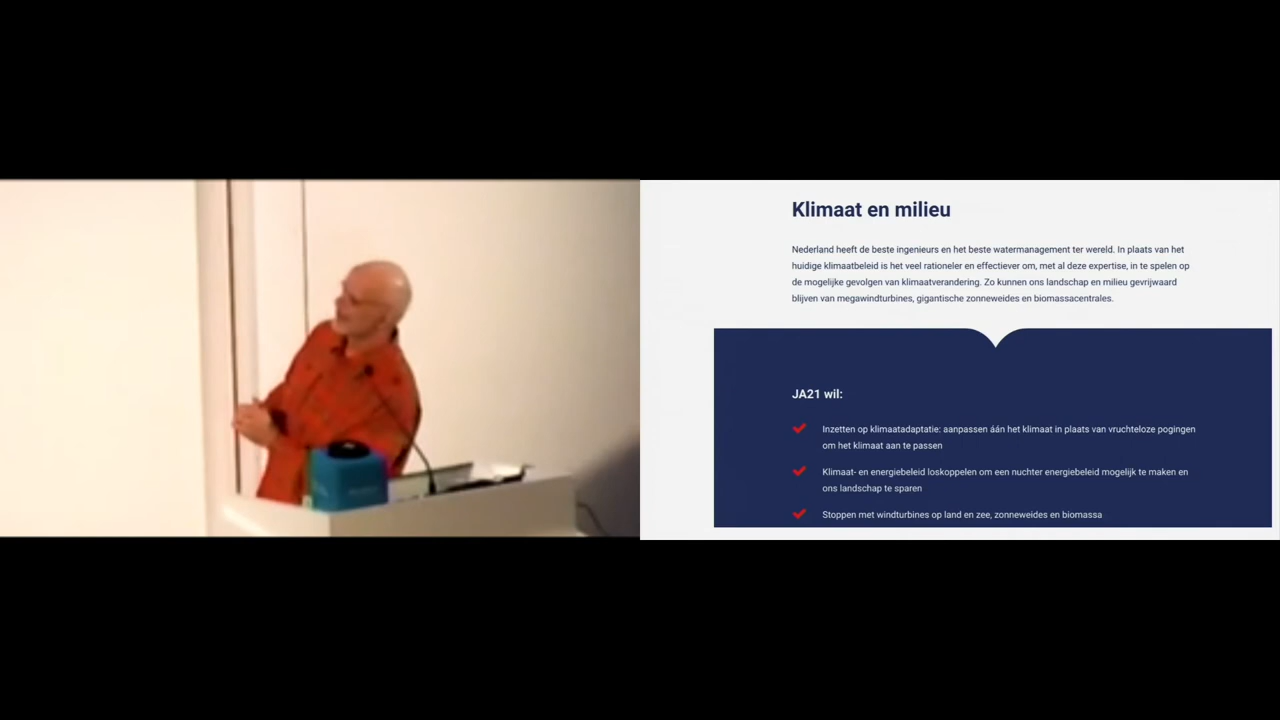 Klimaat en milieu
Nederland heeft de beste ingenieurs en het beste watermanagement ter wereld. In plaats van het
huidige klimaatbeleid is het veel rationeler en effectiever om, met al deze expertise, in te spelen op
de mogelijke gevolgen van klimaatverandering. Zo kunnen ons landschap en milieu gevrijwaard
blijven van megawindturbines, gigantische zonneweides en biomassacentrales.
JA21 wil:
Inzetten op klimaatadaptatie: aanpassen áán het klimaat in plaats van vruchteloze pogingen
om het klimaat aan te passen
Klimaat- en energiebeleid loskoppelen om een nuchter energiebeleid mogelijk te maken en
ons landschap te sparen
Stoppen met windturbines op land en zee, zonneweides en biomassa